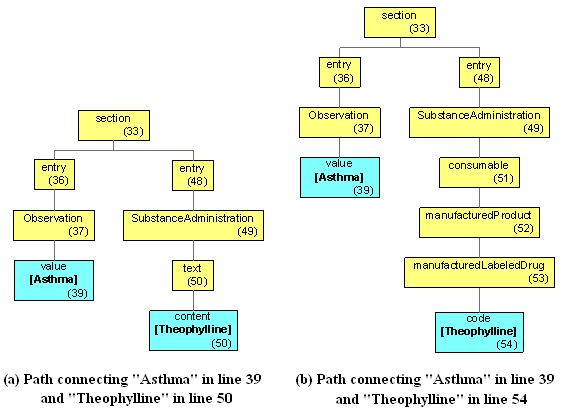 section
(33)
entry
(36)
entry
(48)
Observation
(37)
SubstanceAdministration
(49)
value
[Asthma]
(39)
text
(50)
content
[Theophylline]
(50)
(a) Path connecting "Asthma" in line 39
and "Theophylline" in line 50
section
(33)
entry
(36)
entry
(48)
Observation
(37)
SubstanceAdministration
(49)
value
[Asthma]
(39)
consumable
(51)
manufacturedProduct
(52)
manufacturedLabeledDrug
(53)
code
[Theophylline]
(54)
(b) Path connecting "Asthma" in line 39
and "Theophylline" in line 54